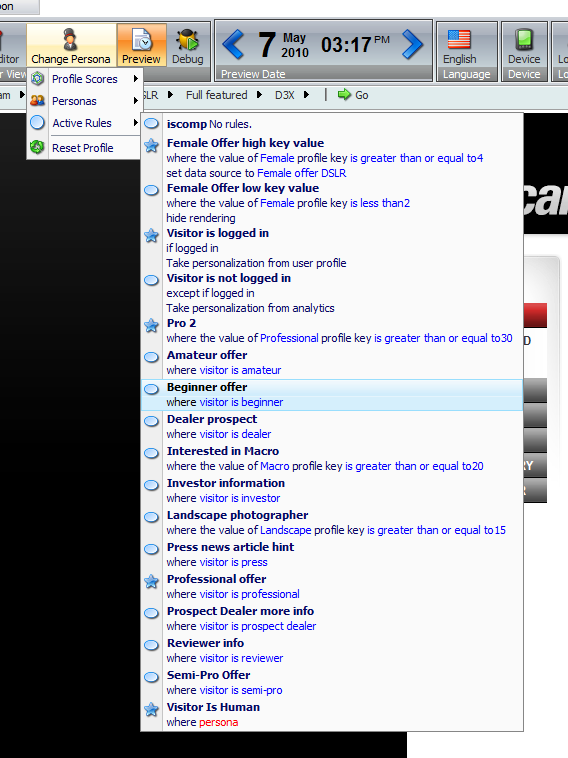 oon
ditor
Change Persona
Preview
Debug
7
May
2010
03:17 PM
English
Device
r View
Preview Date
Language
Device
Profile Scores
Personas
Active Rules
Reset Profile
am
SLR
Full featured
D3X
Go
iscomp No rules.
Female Offer high key value
where the value of Female profile key is greater than or equal to4
set data source to Female offer DSLR
Female Offer low key value
where the value of Female profile key is less than2
hide rendering
Visitor is logged in
if logged in
Take personalization from user profile
Visitor is not logged in
except if logged in
Take personalization from analytics
Pro 2
where the value of Professional profile key is greater than or equal to30
Amateur offer
where visitor is amateur
Beginner offer
where visitor is beginner
Dealer prospect
where visitor is dealer
Interested in Macro
where the value of Macro profile key is greater than or equal to20
Investor information
where visitor is investor
Landscape photographer
where the value of Landscape profile key is greater than or equal to15
Press news article hint
where visitor is press
Professional offer
where visitor is professional
Prospect Dealer more info
where visitor is prospect dealer
Reviewer info
where visitor is reviewer
Semi-Pro Offer
where visitor is semi-pro
Visitor Is Human
where persona
car
D
RY
R